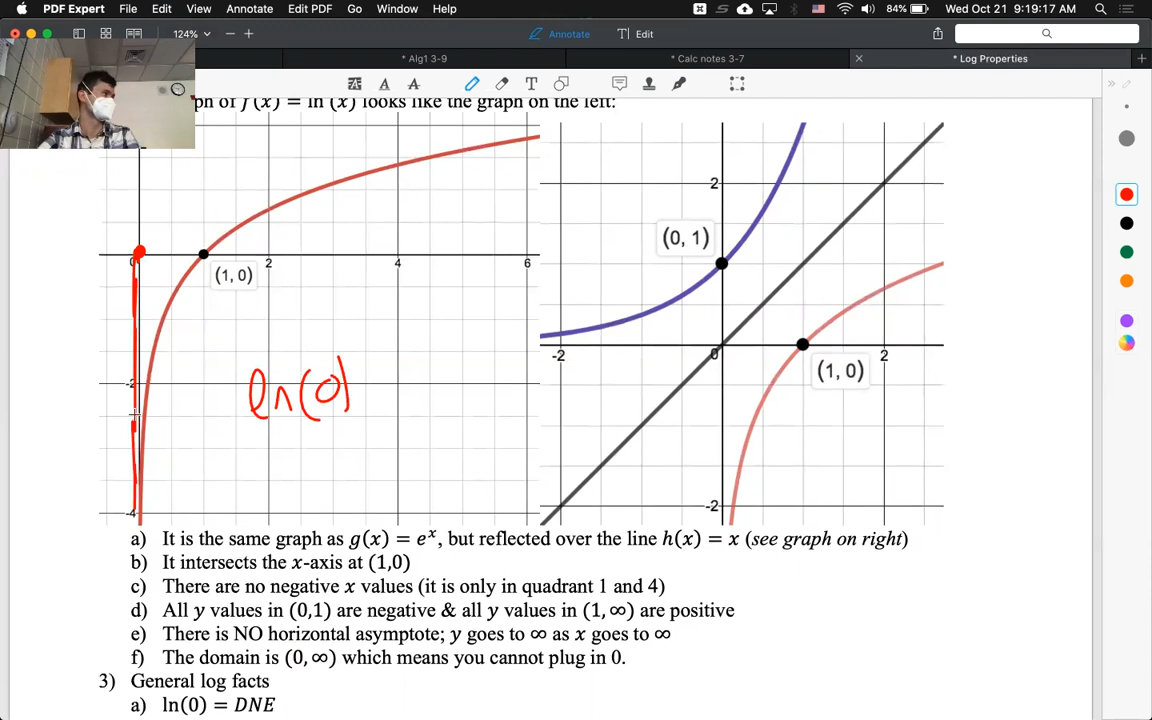 PDF Expert File Edit View Annotate Edit PDF Go Window Help 84% Wed Oct 21 9:19:17 AM
124% Annotate Edit
* Alg1 3-9 * Calc notes 3-7 * Log Properties
A A
ph of f(x) = ln (x) looks like the graph on the left:
2
(0, 1)
0 2 4 6
(1, 0)
-2 0 2
(1, 0)
-2
ln(0)
-2
-4
a) It is the same graph as g(x) = eˣ, but reflected over the line h(x) = x (see graph on right)
b) It intersects the x-axis at (1,0)
c) There are no negative x values (it is only in quadrant 1 and 4)
d) All y values in (0,1) are negative & all y values in (1, ∞) are positive
e) There is NO horizontal asymptote; y goes to ∞ as x goes to ∞
f) The domain is (0, ∞) which means you cannot plug in 0.
3) General log facts
a) ln(0) = DNE